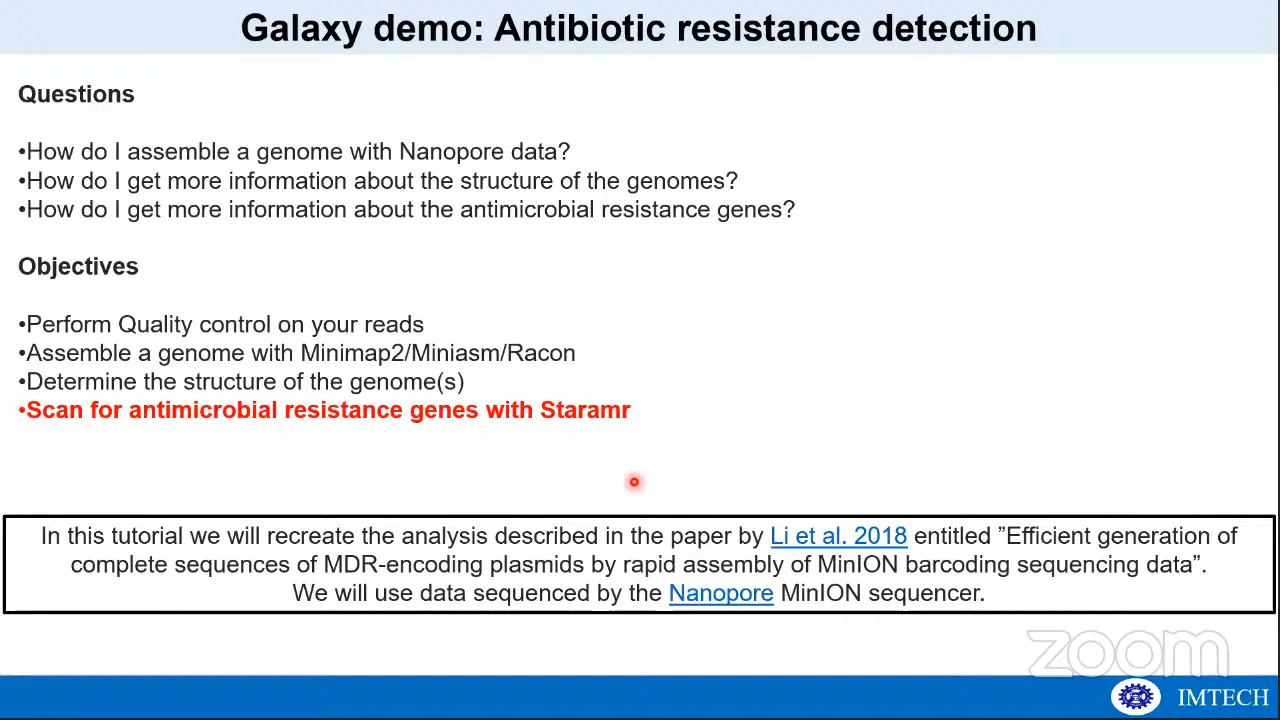 Galaxy demo: Antibiotic resistance detection
Questions
•How do I assemble a genome with Nanopore data?
•How do I get more information about the structure of the genomes?
•How do I get more information about the antimicrobial resistance genes?
Objectives
•Perform Quality control on your reads
•Assemble a genome with Minimap2/Miniasm/Racon
•Determine the structure of the genome(s)
•Scan for antimicrobial resistance genes with Staramr
In this tutorial we will recreate the analysis described in the paper by Li et al. 2018 entitled ”Efficient generation of
complete sequences of MDR-encoding plasmids by rapid assembly of MinION barcoding sequencing data”.
We will use data sequenced by the Nanopore MinION sequencer.
zoom
IMTECH